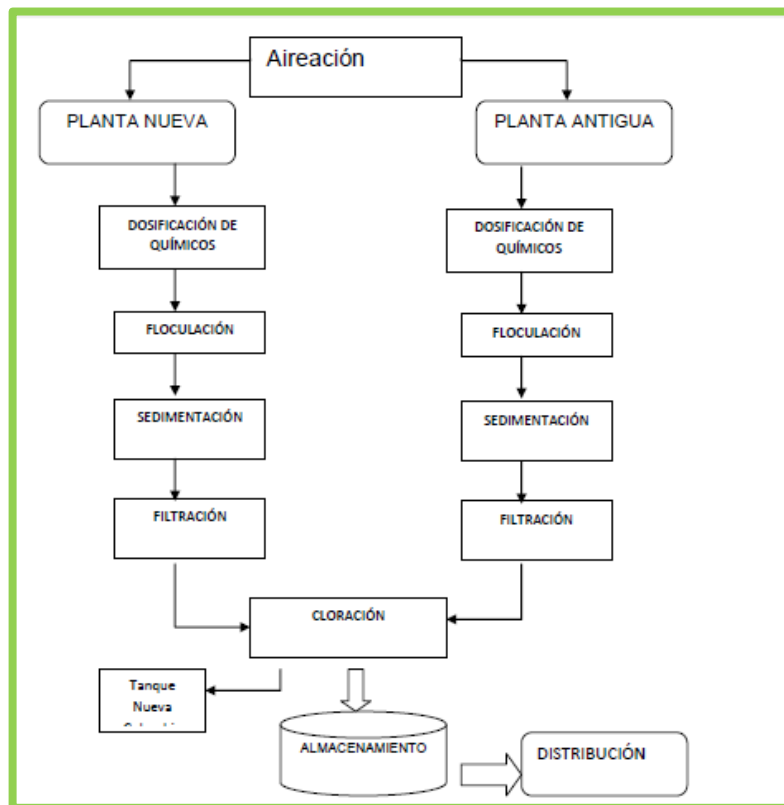 Aireación
PLANTA NUEVA
PLANTA ANTIGUA
DOSIFICACIÓN DE
QUÍMICOS
DOSIFICACIÓN DE
QUÍMICOS
FLOCULACIÓN
FLOCULACIÓN
SEDIMENTACIÓN
SEDIMENTACIÓN
FILTRACIÓN
FILTRACIÓN
CLORACIÓN
Tanque
Nueva
ALMACENAMIENTO
DISTRIBUCIÓN